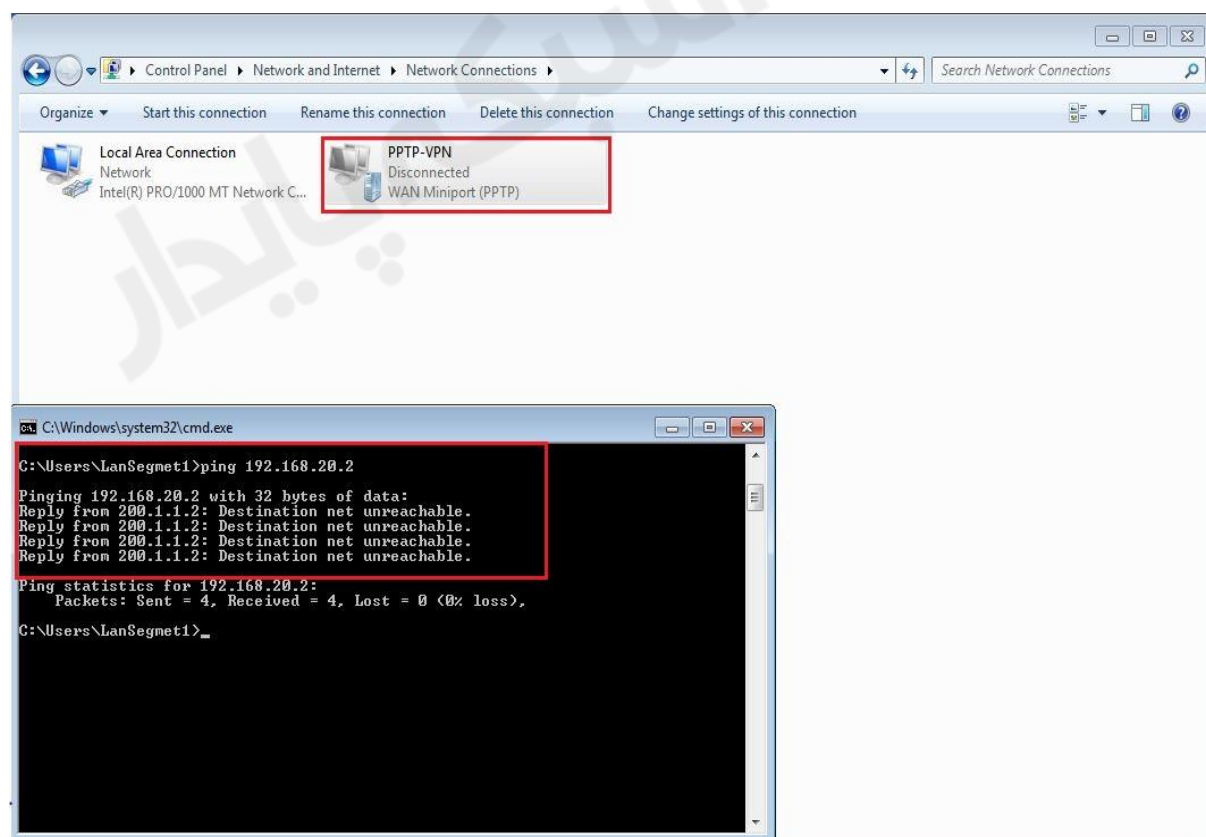 Control Panel ▸ Network and Internet ▸ Network Connections ▸
Search Network Connections
Organize ▾ Start this connection Rename this connection Delete this connection Change settings of this connection
Local Area Connection
Network
Intel(R) PRO/1000 MT Network C...
PPTP-VPN
Disconnected
WAN Miniport (PPTP)
پایدار
C:\Windows\system32\cmd.exe
C:\Users\LanSegmet1>ping 192.168.20.2
Pinging 192.168.20.2 with 32 bytes of data:
Reply from 200.1.1.2: Destination net unreachable.
Reply from 200.1.1.2: Destination net unreachable.
Reply from 200.1.1.2: Destination net unreachable.
Reply from 200.1.1.2: Destination net unreachable.
Ping statistics for 192.168.20.2:
Packets: Sent = 4, Received = 4, Lost = 0 (0% loss),
C:\Users\LanSegmet1>_